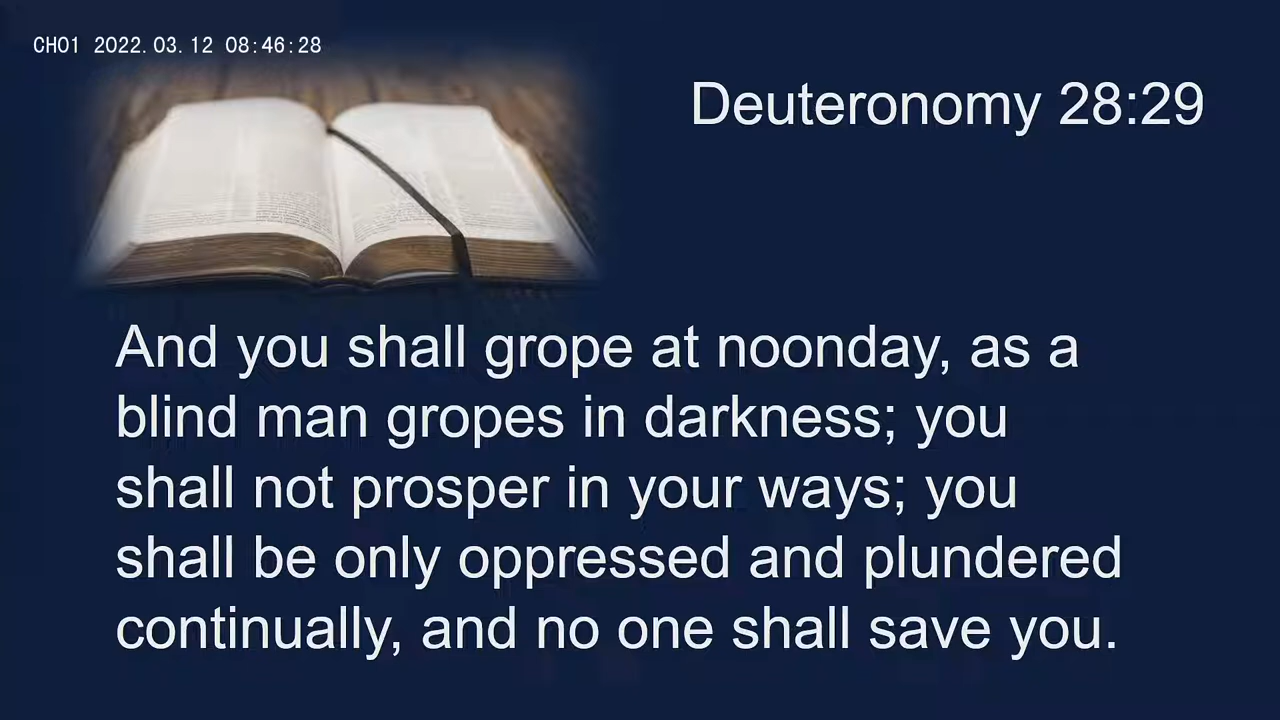 CH01 2022.03.12 08:46:28
Deuteronomy 28:29
And you shall grope at noonday, as a
blind man gropes in darkness; you
shall not prosper in your ways; you
shall be only oppressed and plundered
continually, and no one shall save you.